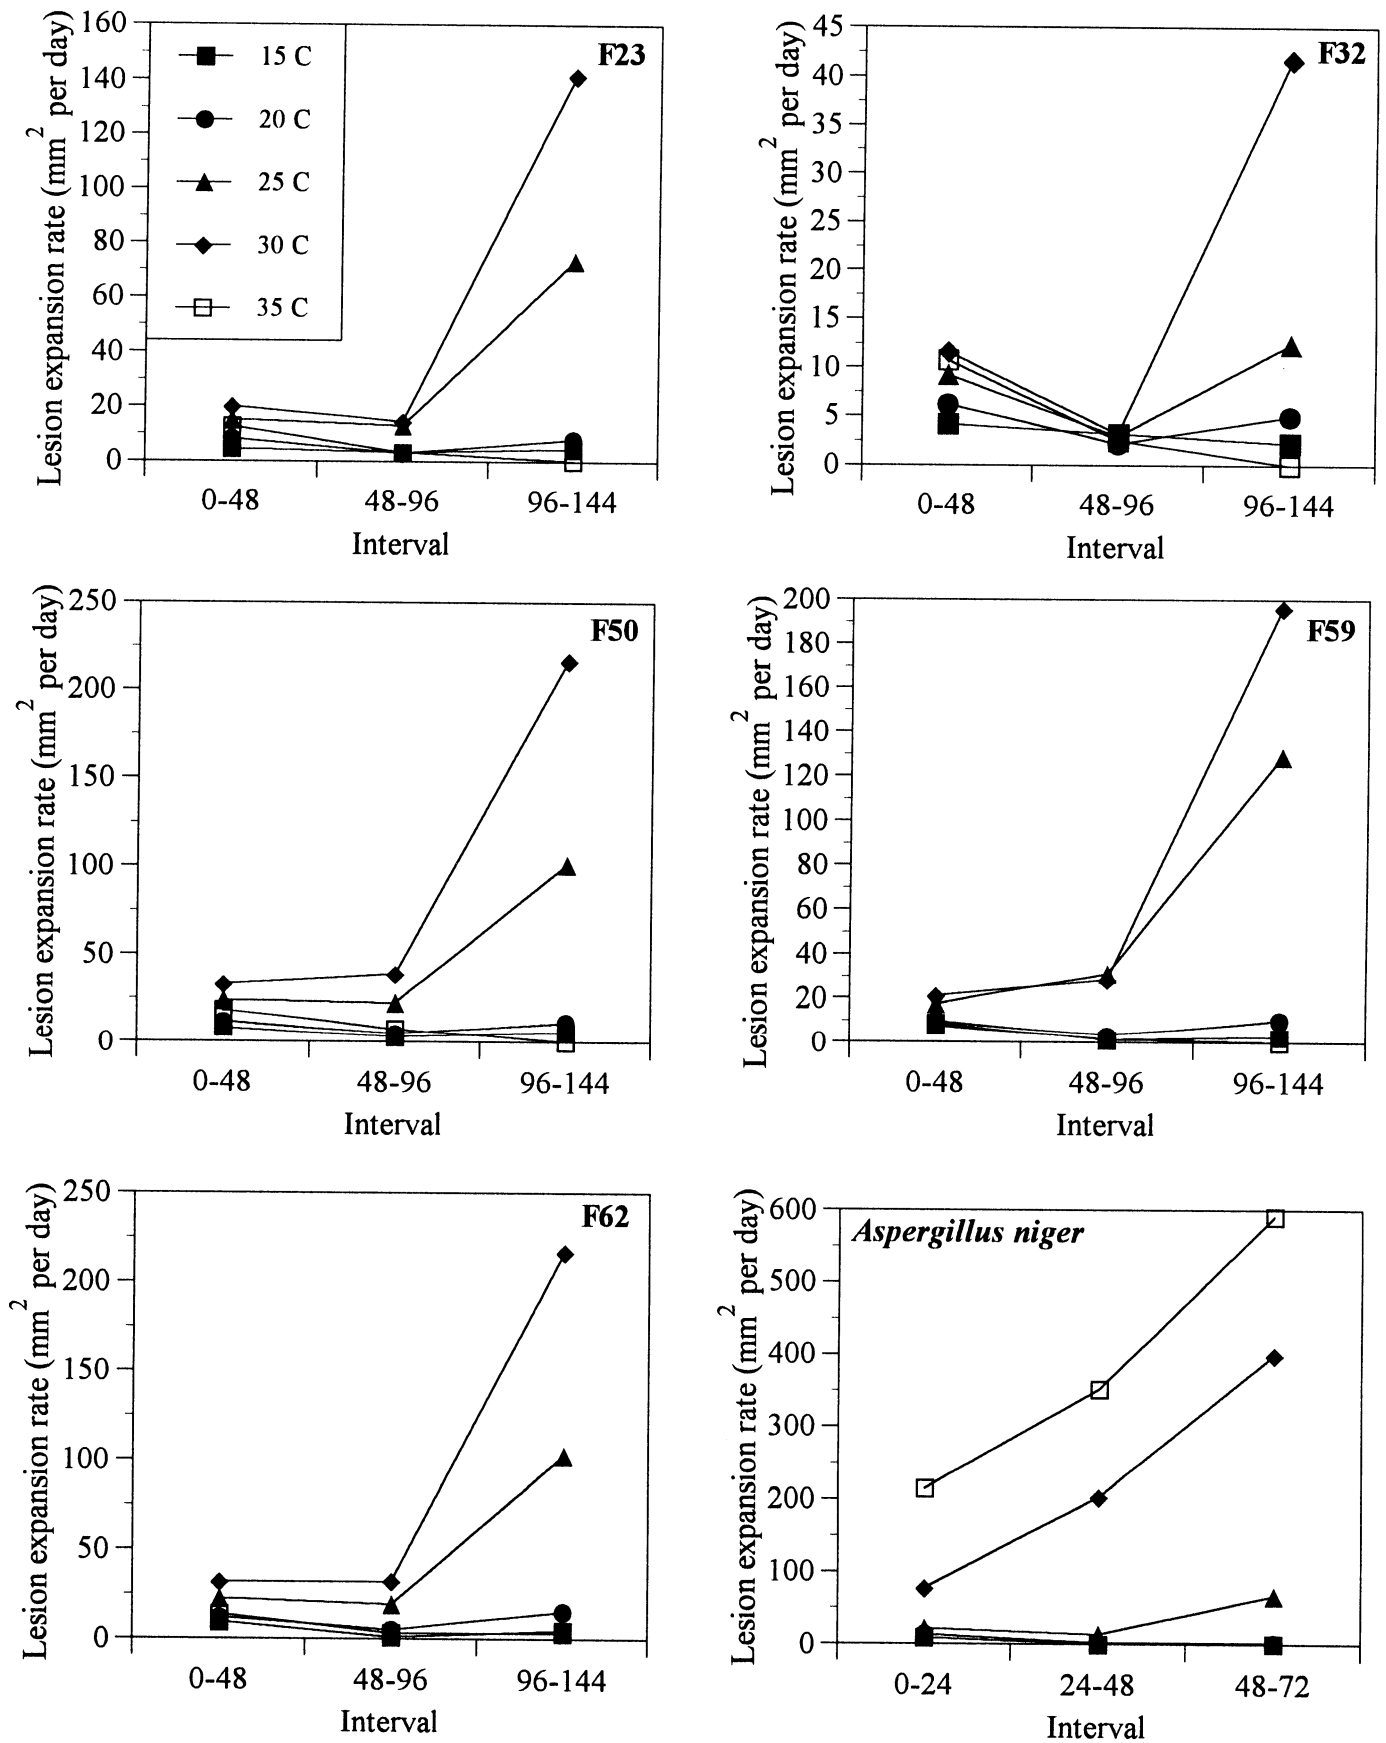 F23
Lesion expansion rate (mm² per day)
160
140
120
100
80
60
40
20
0
15 C
20 C
25 C
30 C
35 C
0-48 48-96 96-144
Interval
F32
Lesion expansion rate (mm² per day)
45
40
35
30
25
20
15
10
5
0
0-48 48-96 96-144
Interval
F50
Lesion expansion rate (mm² per day)
250
200
150
100
50
0
0-48 48-96 96-144
Interval
F59
Lesion expansion rate (mm² per day)
200
180
160
140
120
100
80
60
40
20
0
0-48 48-96 96-144
Interval
F62
Lesion expansion rate (mm² per day)
250
200
150
100
50
0
0-48 48-96 96-144
Interval
Aspergillus niger
Lesion expansion rate (mm² per day)
600
500
400
300
200
100
0
0-24 24-48 48-72
Interval